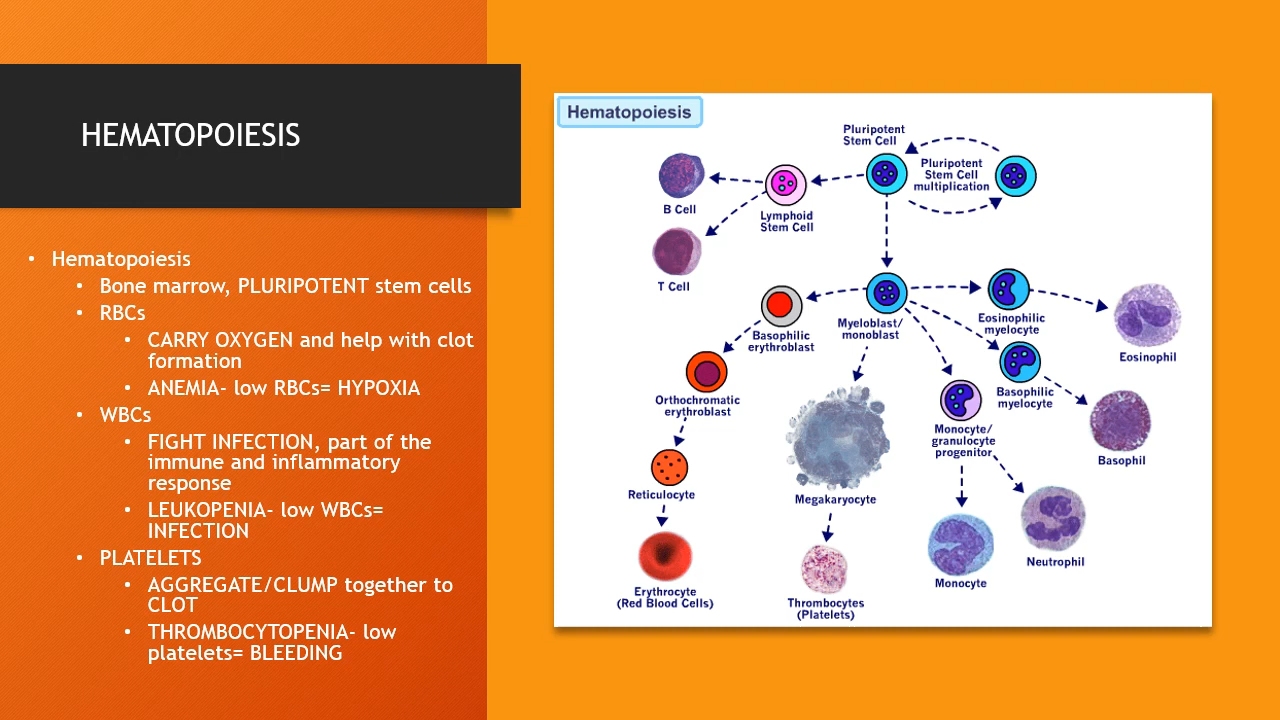 HEMATOPOIESIS
• Hematopoiesis
• Bone marrow, PLURIPOTENT stem cells
• RBCs
• CARRY OXYGEN and help with clot
formation
• ANEMIA- low RBCs= HYPOXIA
• WBCs
• FIGHT INFECTION, part of the
immune and inflammatory
response
• LEUKOPENIA- low WBCs=
INFECTION
• PLATELETS
• AGGREGATE/CLUMP together to
CLOT
• THROMBOCYTOPENIA- low
platelets= BLEEDING
Hematopoiesis
Pluripotent
Stem Cell
Pluripotent
Stem Cell
multiplication
B Cell
Lymphoid
Stem Cell
T Cell
Basophilic
erythroblast
Myeloblast/
monoblast
Eosinophilic
myelocyte
Eosinophil
Orthochromatic
erythroblast
Basophilic
myelocyte
Monocyte/
granulocyte
progenitor
Basophil
Reticulocyte
Megakaryocyte
Neutrophil
Monocyte
Erythrocyte
(Red Blood Cells)
Thrombocytes
(Platelets)